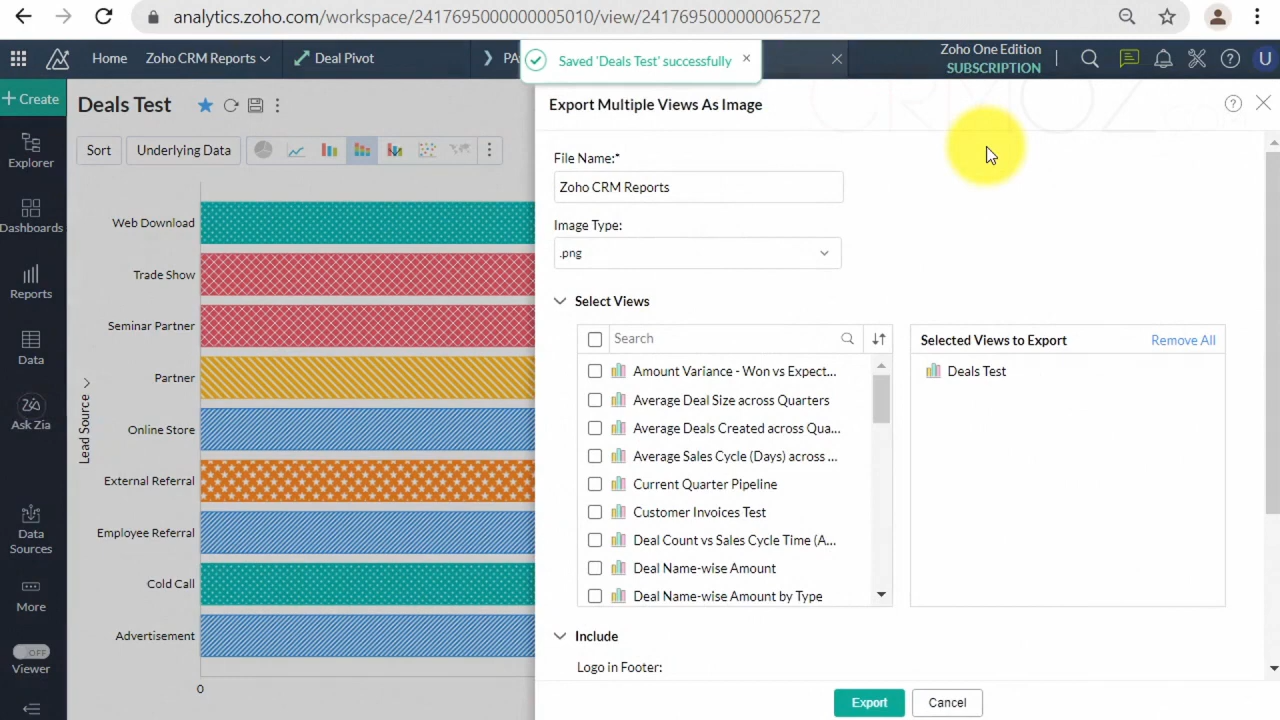 analytics.zoho.com/workspace/2417695000000005010/view/2417695000000065272
Home
Zoho CRM Reports
Deal Pivot
PA
Saved 'Deals Test' successfully
Zoho One Edition
SUBSCRIPTION
U
Create
Explorer
Dashboards
Reports
Data
Ask Zia
Data
Sources
More
OFF
Viewer
Deals Test
Sort
Underlying Data
Lead Source
Web Download
Trade Show
Seminar Partner
Partner
Online Store
External Referral
Employee Referral
Cold Call
Advertisement
0
Export Multiple Views As Image
CRMOZ
File Name:*
Zoho CRM Reports
Image Type:
.png
Select Views
Search
Amount Variance - Won vs Expect...
Average Deal Size across Quarters
Average Deals Created across Qua...
Average Sales Cycle (Days) across ...
Current Quarter Pipeline
Customer Invoices Test
Deal Count vs Sales Cycle Time (A...
Deal Name-wise Amount
Deal Name-wise Amount by Type
Selected Views to Export
Remove All
Deals Test
Include
Logo in Footer:
Export
Cancel